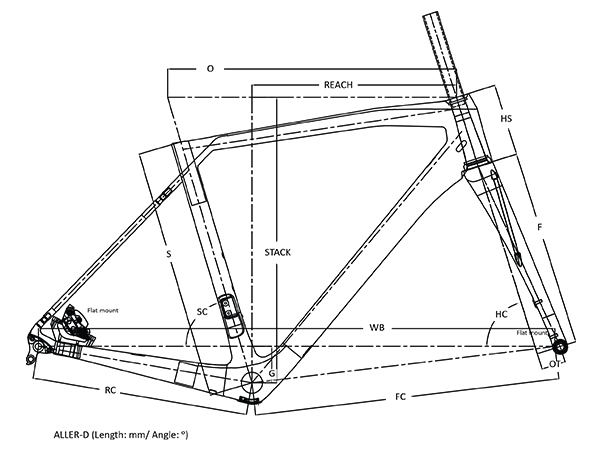 O
REACH
HS
S
STACK
F
Flat mount
SC
HC
WB
Flat mount
G
OT
RC
FC
ALLER-D (Length: mm/ Angle: º)